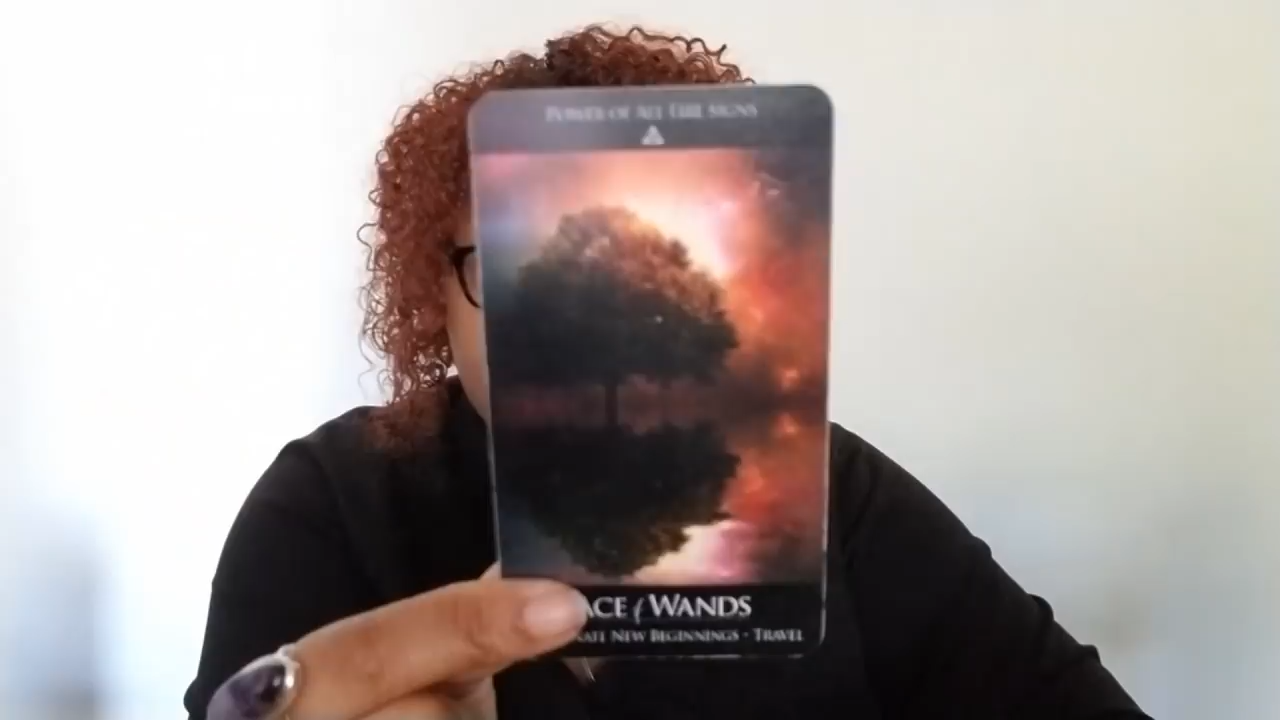 POWER OF ALL FIRE SIGNS
ACE of WANDS
NEW BEGINNINGS - TRAVEL